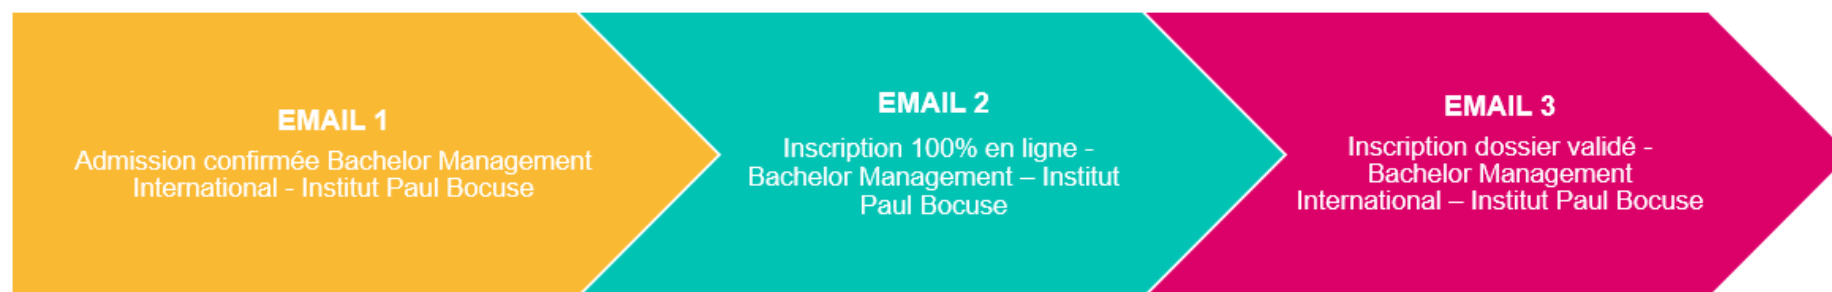 EMAIL 1
Admission confirmée Bachelor Management
International - Institut Paul Bocuse
EMAIL 2
Inscription 100% en ligne -
Bachelor Management – Institut
Paul Bocuse
EMAIL 3
Inscription dossier validé -
Bachelor Management
International – Institut Paul Bocuse